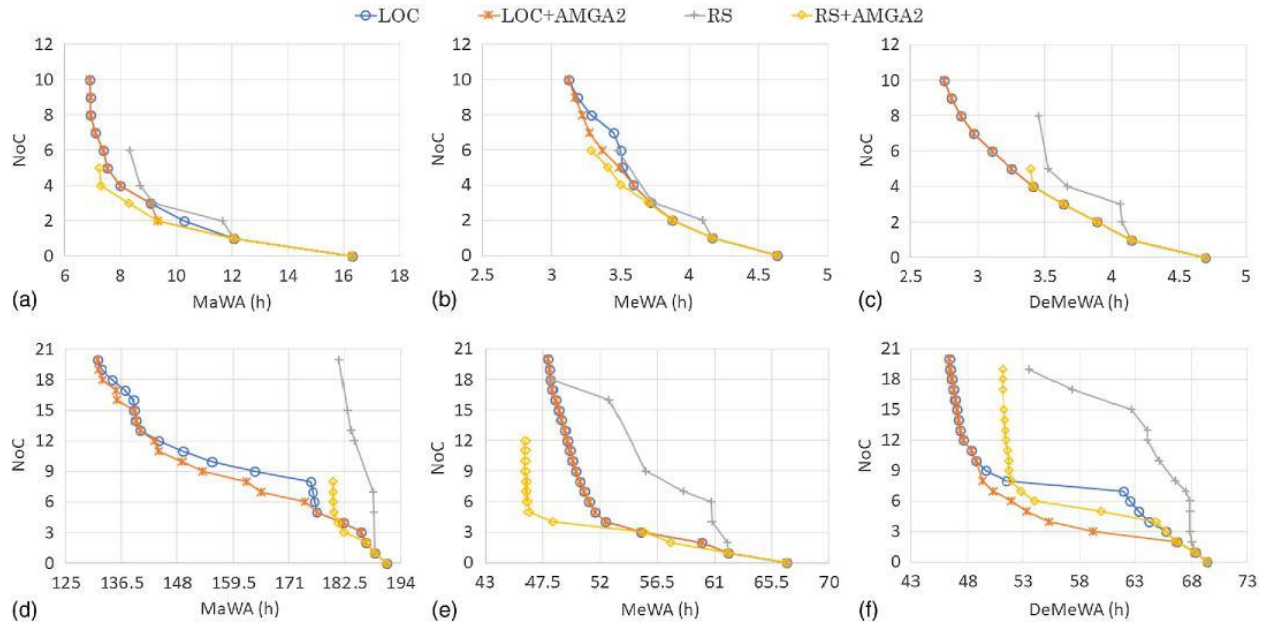 LOC LOC+AMGA2 RS RS+AMGA2
12
10
8
6
4
2
0
NoC
6 8 10 12 14 16 18
(a) MaWA (h)
12
10
8
6
4
2
0
NoC
2.5 3 3.5 4 4.5 5
(b) MeWA (h)
12
10
8
6
4
2
0
NoC
2.5 3 3.5 4 4.5 5
(c) DeMeWA (h)
21
18
15
12
9
6
3
0
NoC
125 136.5 148 159.5 171 182.5 194
(d) MaWA (h)
21
18
15
12
9
6
3
0
NoC
43 47.5 52 56.5 61 65.5 70
(e) MeWA (h)
21
18
15
12
9
6
3
0
NoC
43 48 53 58 63 68 73
(f) DeMeWA (h)